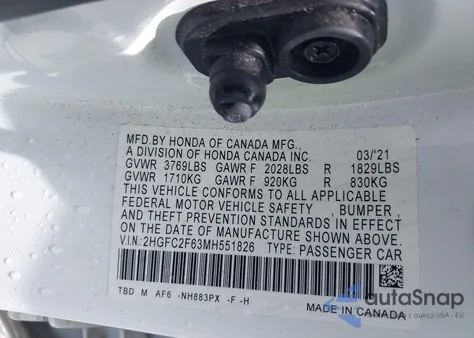 MFD.BY HONDA OF CANADA MFG.,
A DIVISION OF HONDA CANADA INC. 03/'21
GVWR 3769LBS GAWR F 2028LBS R 1829LBS
GVWR 1710KG GAWR F 920KG R 830KG
THIS VEHICLE CONFORMS TO ALL APPLICABLE
FEDERAL MOTOR VEHICLE SAFETY , BUMPER,
AND THEFT PREVENTION STANDARDS IN EFFECT
ON THE DATE OF MANUFACTURE SHOWN ABOVE.
V.I.N: 2HGFC2F63MH551826 TYPE: PASSENGER CAR
TBD M AF6 -NH883PX -F -H
MADE IN CANADA
autoSnap
z aukcji USA i EU